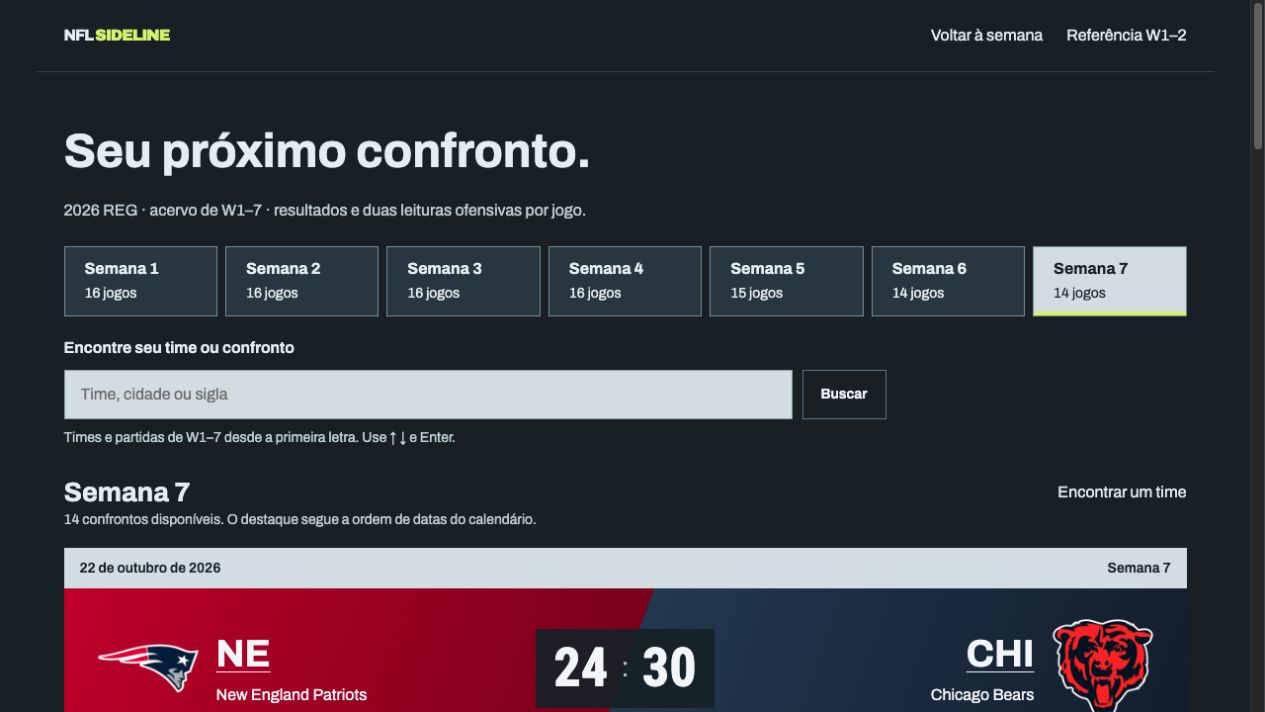 NFL SIDELINE
Voltar à semana
Referência W1–2
Seu próximo confronto.
2026 REG · acervo de W1–7 · resultados e duas leituras ofensivas por jogo.
Semana 1
16 jogos
Semana 2
16 jogos
Semana 3
16 jogos
Semana 4
16 jogos
Semana 5
15 jogos
Semana 6
14 jogos
Semana 7
14 jogos
Encontre seu time ou confronto
Time, cidade ou sigla
Buscar
Times e partidas de W1–7 desde a primeira letra. Use ↑ ↓ e Enter.
Semana 7
Encontrar um time
14 confrontos disponíveis. O destaque segue a ordem de datas do calendário.
22 de outubro de 2026
Semana 7
NE
New England Patriots
24 : 30
CHI
Chicago Bears